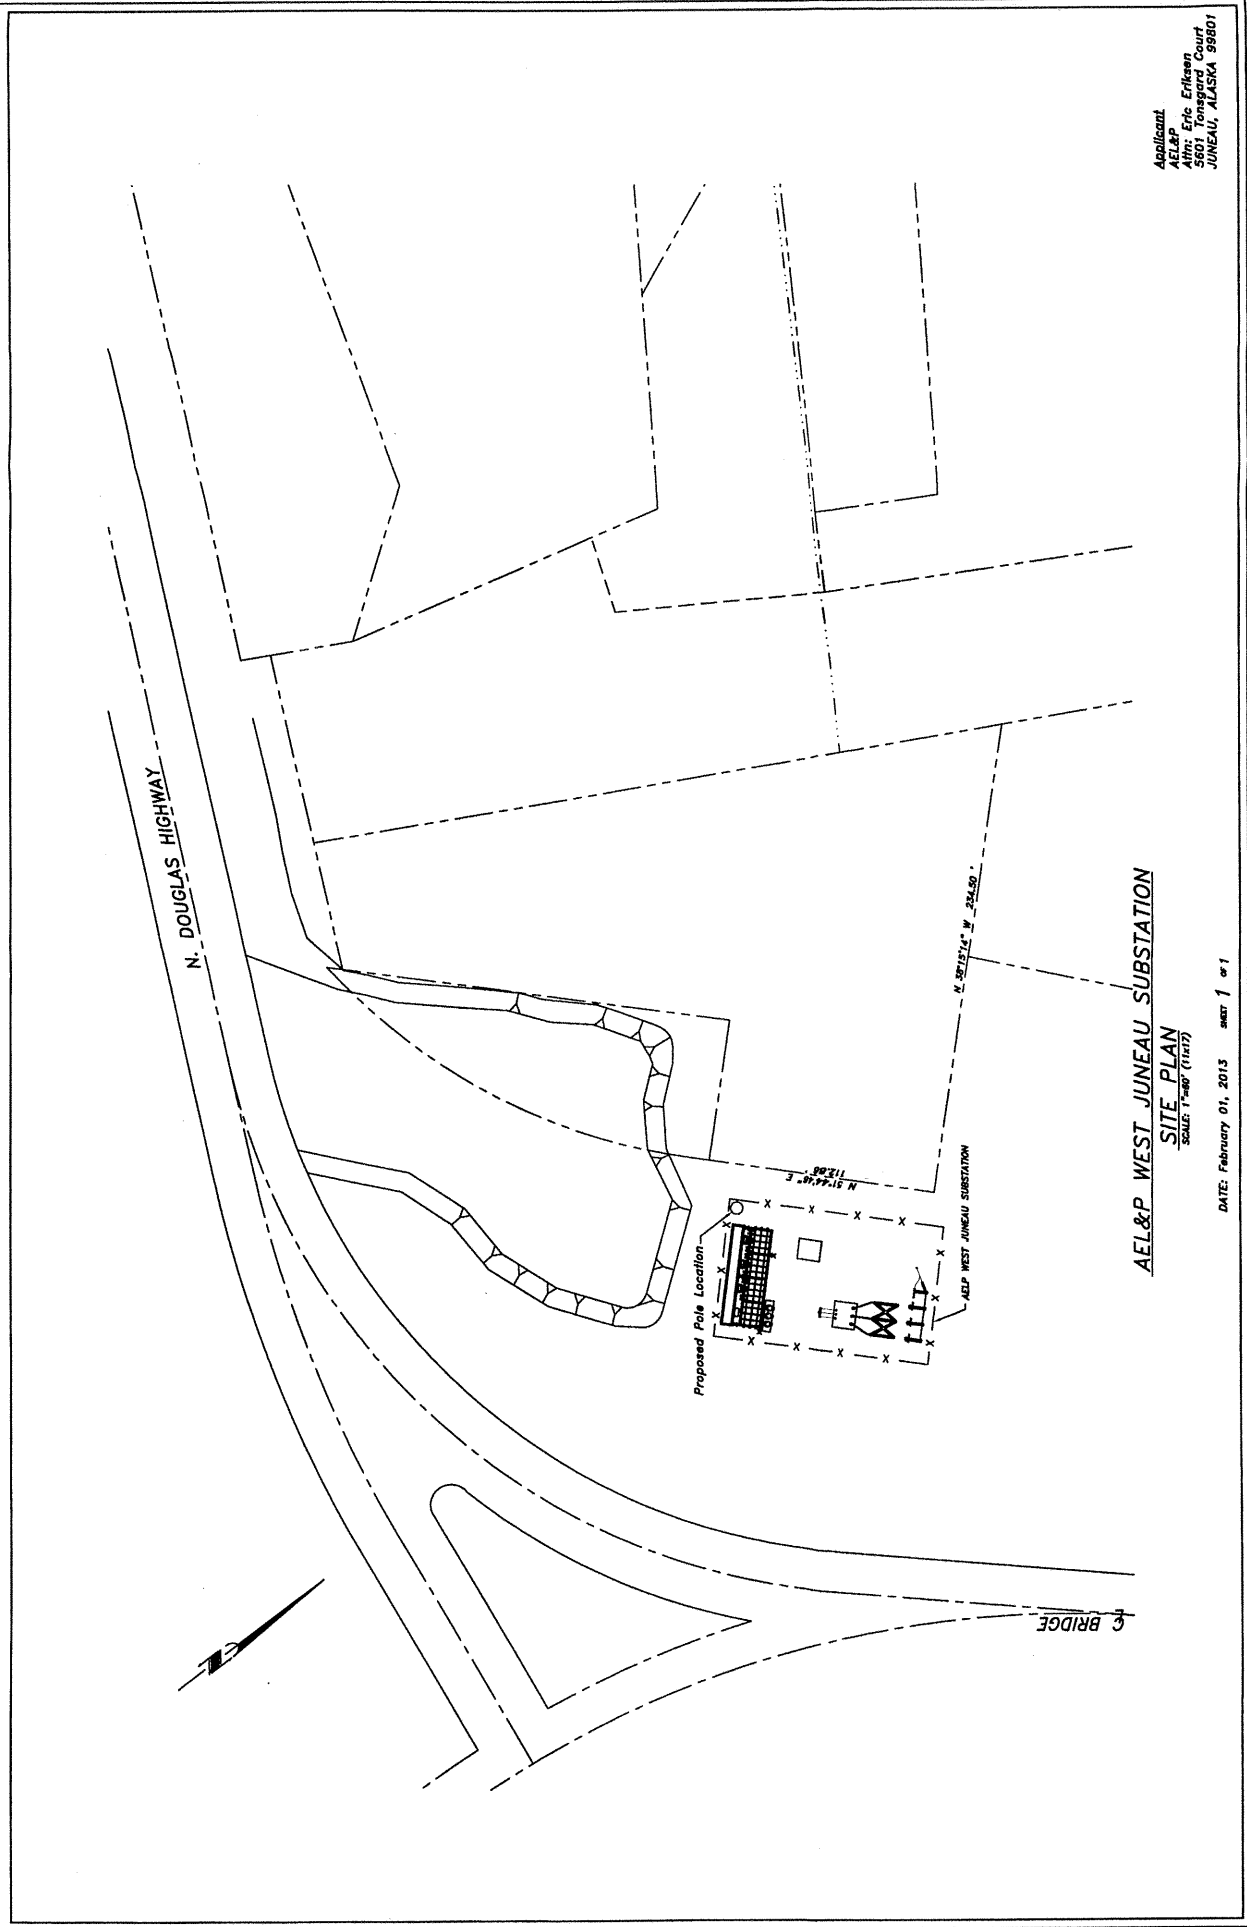 N. DOUGLAS HIGHWAY
Proposed Pole Location
N 51°44'46" E
112.88'
N 38°15'14" W 234.50'
AELP WEST JUNEAU SUBSTATION
BRIDGE
AEL&P WEST JUNEAU SUBSTATION
SITE PLAN
SCALE: 1"=60' (11x17)
DATE: February 01, 2013 SHEET 1 OF 1
Applicant
AEL&P
Attn: Eric Eriksen
5601 Tonsgard Court
JUNEAU, ALASKA 99801